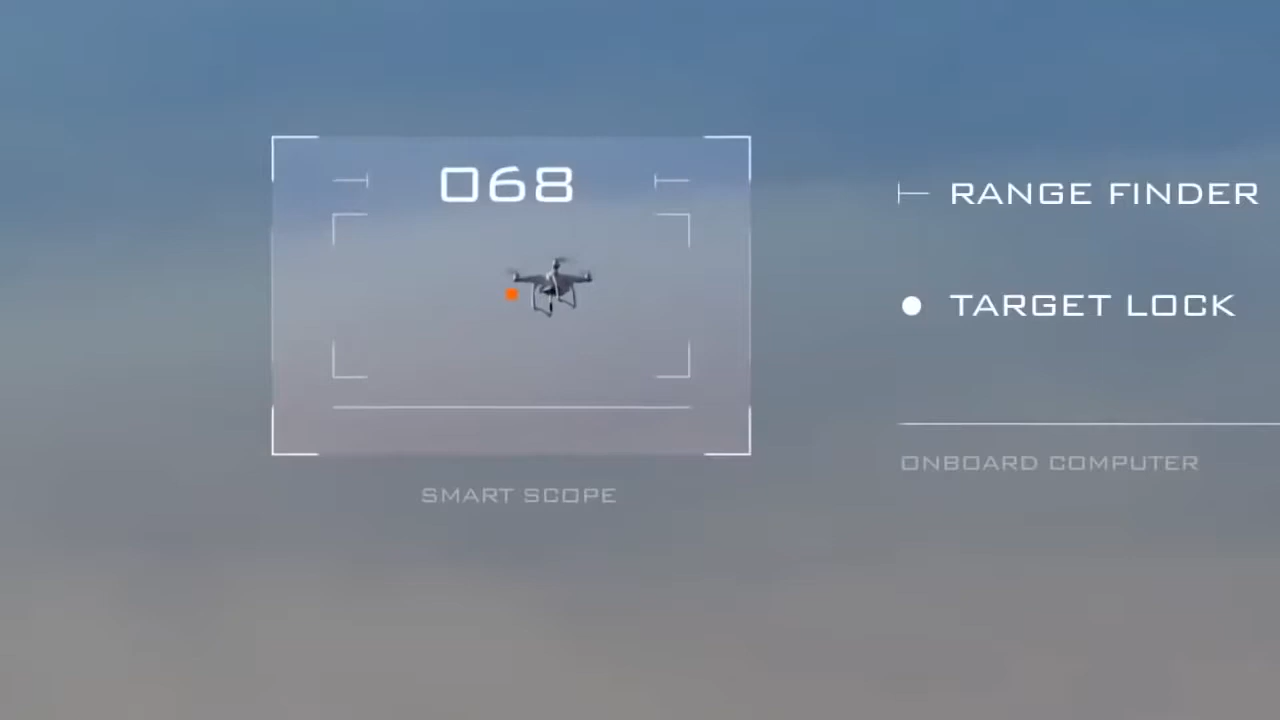 068
RANGE FINDER
TARGET LOCK
ONBOARD COMPUTER
SMART SCOPE